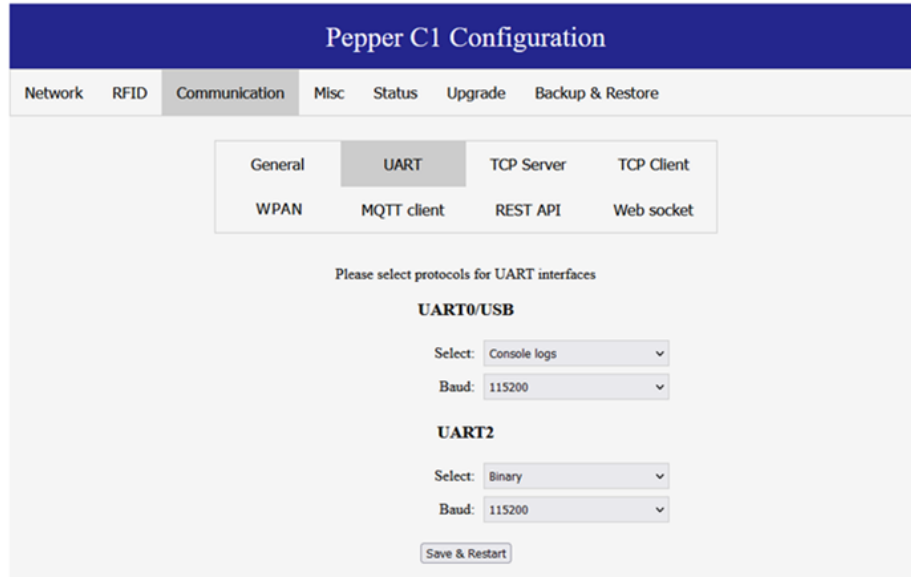 Pepper C1 Configuration
Network RFID Communication Misc Status Upgrade Backup & Restore
General UART TCP Server TCP Client
WPAN MQTT client REST API Web socket
Please select protocols for UART interfaces
UART0/USB
Select: Console logs
Baud: 115200
UART2
Select: Binary
Baud: 115200
Save & Restart